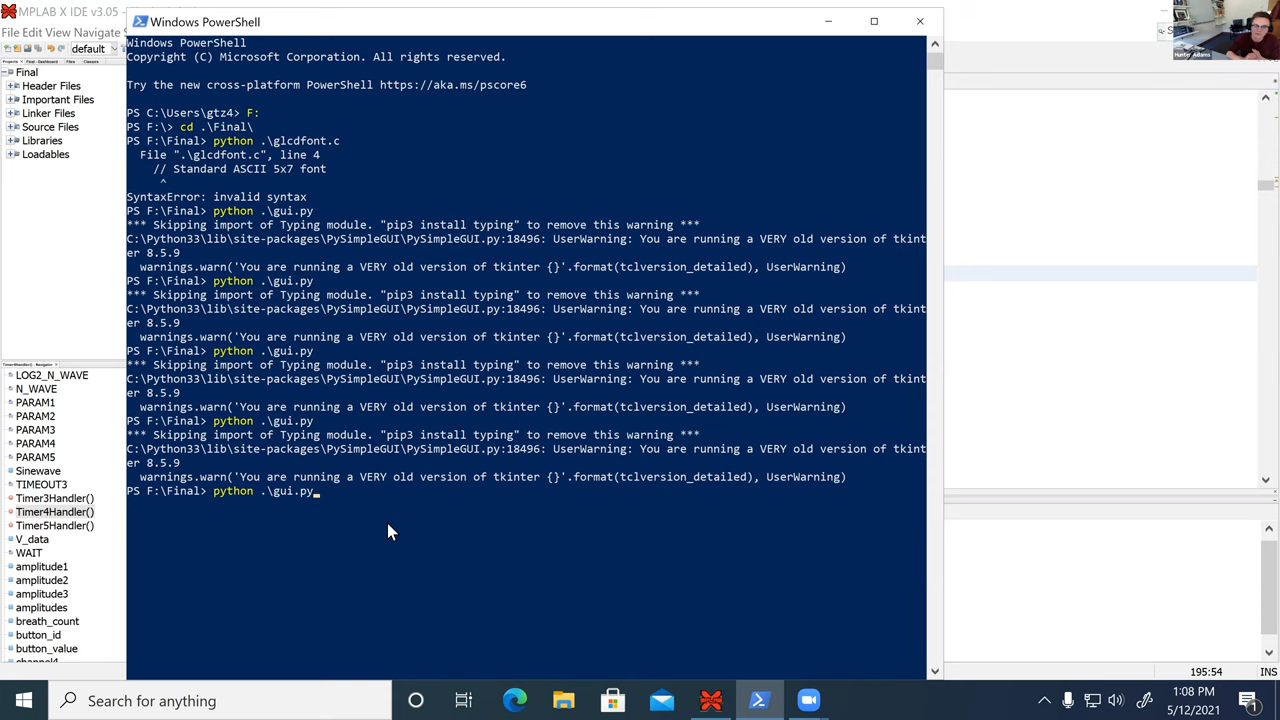 MPLAB X IDE v3.05
File Edit View Navigate S
default
Projects
Final - Dashboard
Files
Classes
Final
Header Files
Important Files
Linker Files
Source Files
Libraries
Loadables
Timer4Handler() - Navigator
LOG2_N_WAVE
N_WAVE
PARAM1
PARAM2
PARAM3
PARAM4
PARAM5
Sinewave
TIMEOUT3
Timer3Handler()
Timer4Handler()
Timer5Handler()
V_data
WAIT
amplitude1
amplitude2
amplitude3
amplitudes
breath_count
button_id
button_value
channel4
Windows PowerShell
Windows PowerShell
Copyright (C) Microsoft Corporation. All rights reserved.
Try the new cross-platform PowerShell https://aka.ms/pscore6
PS C:\Users\gtz4> F:
PS F:\> cd .\Final\
PS F:\Final> python .\glcdfont.c
File ".\glcdfont.c", line 4
// Standard ASCII 5x7 font
^
SyntaxError: invalid syntax
PS F:\Final> python .\gui.py
*** Skipping import of Typing module. "pip3 install typing" to remove this warning ***
C:\Python33\lib\site-packages\PySimpleGUI\PySimpleGUI.py:18496: UserWarning: You are running a VERY old version of tkint
er 8.5.9
warnings.warn('You are running a VERY old version of tkinter {}'.format(tclversion_detailed), UserWarning)
PS F:\Final> python .\gui.py
*** Skipping import of Typing module. "pip3 install typing" to remove this warning ***
C:\Python33\lib\site-packages\PySimpleGUI\PySimpleGUI.py:18496: UserWarning: You are running a VERY old version of tkint
er 8.5.9
warnings.warn('You are running a VERY old version of tkinter {}'.format(tclversion_detailed), UserWarning)
PS F:\Final> python .\gui.py
*** Skipping import of Typing module. "pip3 install typing" to remove this warning ***
C:\Python33\lib\site-packages\PySimpleGUI\PySimpleGUI.py:18496: UserWarning: You are running a VERY old version of tkint
er 8.5.9
warnings.warn('You are running a VERY old version of tkinter {}'.format(tclversion_detailed), UserWarning)
PS F:\Final> python .\gui.py
*** Skipping import of Typing module. "pip3 install typing" to remove this warning ***
C:\Python33\lib\site-packages\PySimpleGUI\PySimpleGUI.py:18496: UserWarning: You are running a VERY old version of tkint
er 8.5.9
warnings.warn('You are running a VERY old version of tkinter {}'.format(tclversion_detailed), UserWarning)
PS F:\Final> python .\gui.py
Hunter Adams
195:54
INS
Search for anything
1:08 PM
5/12/2021
1